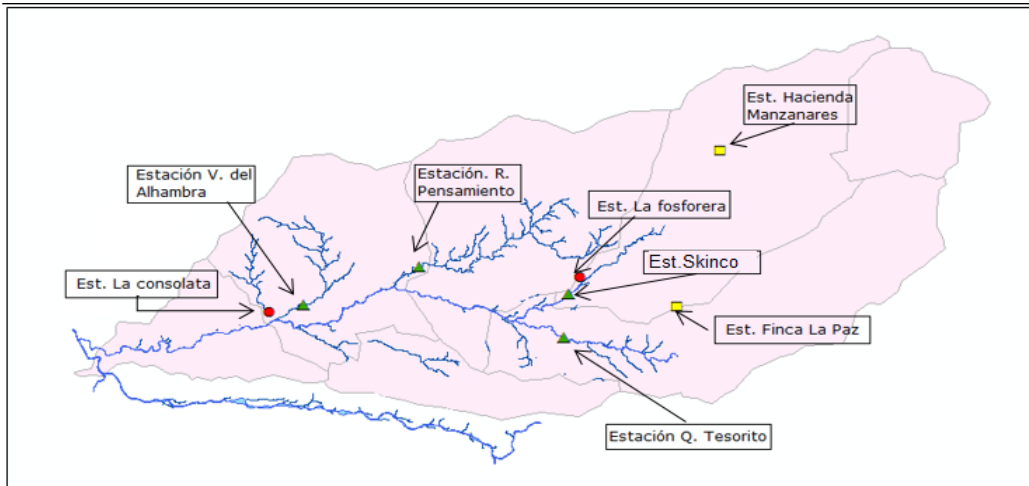 Est. Hacienda
Manzanares
Estación V. del
Alhambra
Estación. R.
Pensamiento
Est. La fosforera
Est.Skinco
Est. La consolata
Est. Finca La Paz
Estación Q. Tesorito